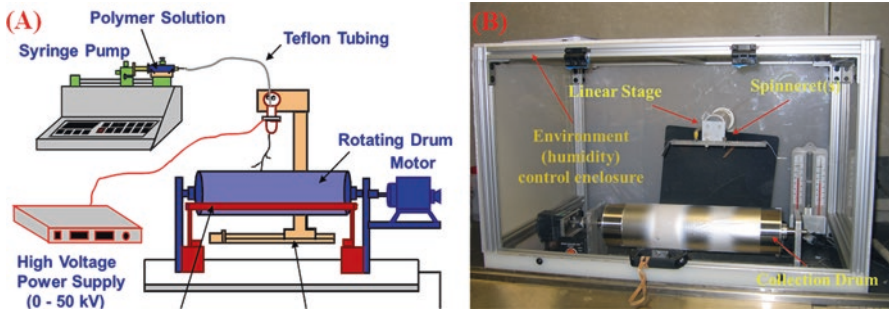 (A)
Polymer Solution
Syringe Pump
Teflon Tubing
Rotating Drum
Motor
High Voltage
Power Supply
(0 - 50 kV)
(B)
Linear Stage
Spinneret(s)
Environment
(humidity)
control enclosure
Collection Drum